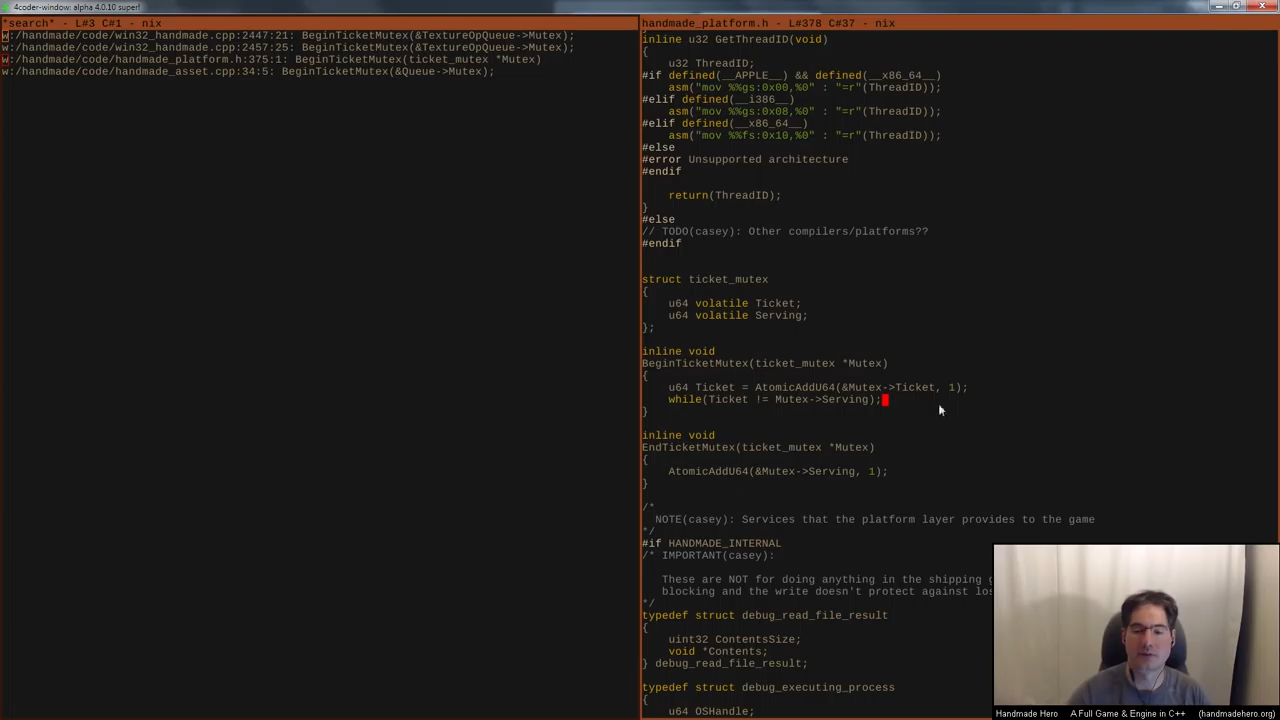 4coder-window: alpha 4.0.10 super!
*search* - L#3 C#1 - nix
w:/handmade/code/win32_handmade.cpp:2447:21: BeginTicketMutex(&TextureOpQueue->Mutex);
w:/handmade/code/win32_handmade.cpp:2457:25: BeginTicketMutex(&TextureOpQueue->Mutex);
w:/handmade/code/handmade_platform.h:375:1: BeginTicketMutex(ticket_mutex *Mutex)
w:/handmade/code/handmade_asset.cpp:34:5: BeginTicketMutex(&Queue->Mutex);
handmade_platform.h - L#378 C#37 - nix
inline u32 GetThreadID(void)
{
    u32 ThreadID;
#if defined(__APPLE__) && defined(__x86_64__)
    asm("mov %%gs:0x00,%0" : "=r"(ThreadID));
#elif defined(__i386__)
    asm("mov %%gs:0x08,%0" : "=r"(ThreadID));
#elif defined(__x86_64__)
    asm("mov %%fs:0x10,%0" : "=r"(ThreadID));
#else
#error Unsupported architecture
#endif
    return(ThreadID);
}
#else
// TODO(casey): Other compilers/platforms??
#endif
struct ticket_mutex
{
    u64 volatile Ticket;
    u64 volatile Serving;
};
inline void
BeginTicketMutex(ticket_mutex *Mutex)
{
    u64 Ticket = AtomicAddU64(&Mutex->Ticket, 1);
    while(Ticket != Mutex->Serving);
}
inline void
EndTicketMutex(ticket_mutex *Mutex)
{
    AtomicAddU64(&Mutex->Serving, 1);
}
/*
  NOTE(casey): Services that the platform layer provides to the game
*/
#if HANDMADE_INTERNAL
/* IMPORTANT(casey):
   These are NOT for doing anything in the shipping
   blocking and the write doesn't protect against
*/
typedef struct debug_read_file_result
{
    uint32 ContentsSize;
    void *Contents;
} debug_read_file_result;
typedef struct debug_executing_process
{
    u64 OSHandle;
Handmade Hero A Full Game & Engine in C++ (handmadehero.org)